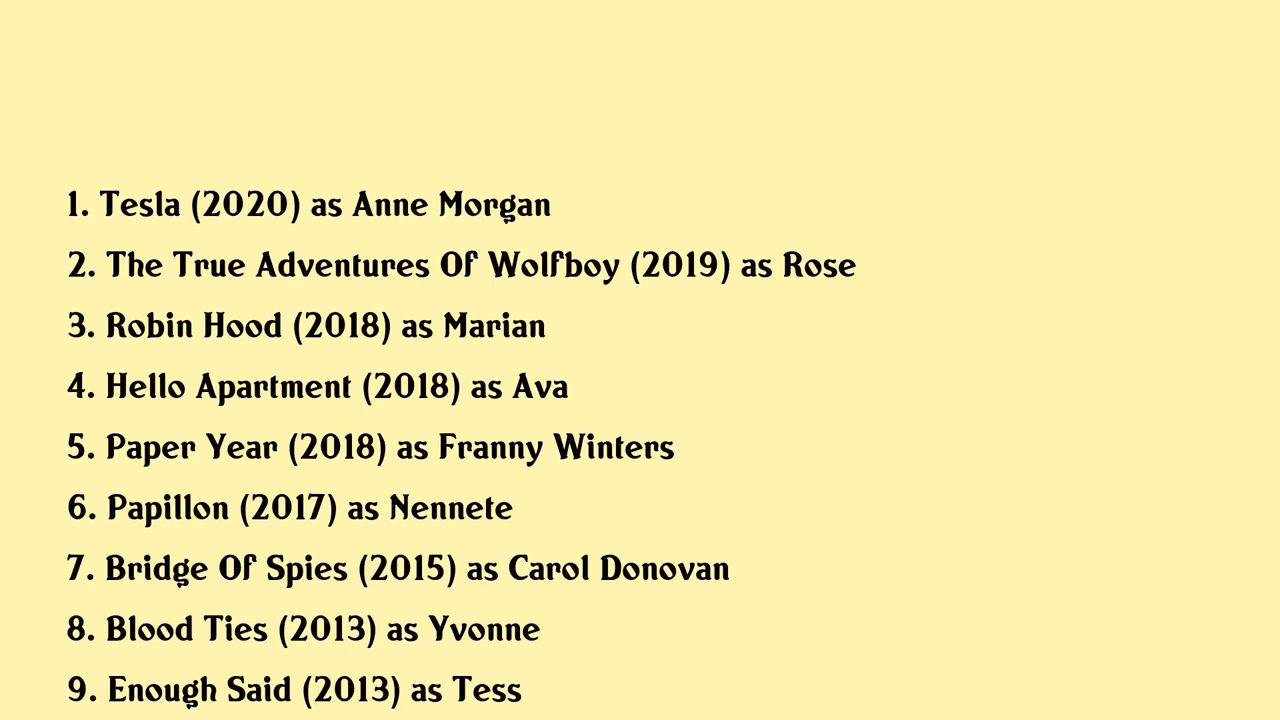 1. Tesla (2020) as Anne Morgan
2. The True Adventures Of Wolfboy (2019) as Rose
3. Robin Hood (2018) as Marian
4. Hello Apartment (2018) as Ava
5. Paper Year (2018) as Franny Winters
6. Papillon (2017) as Nennete
7. Bridge Of Spies (2015) as Carol Donovan
8. Blood Ties (2013) as Yvonne
9. Enough Said (2013) as Tess